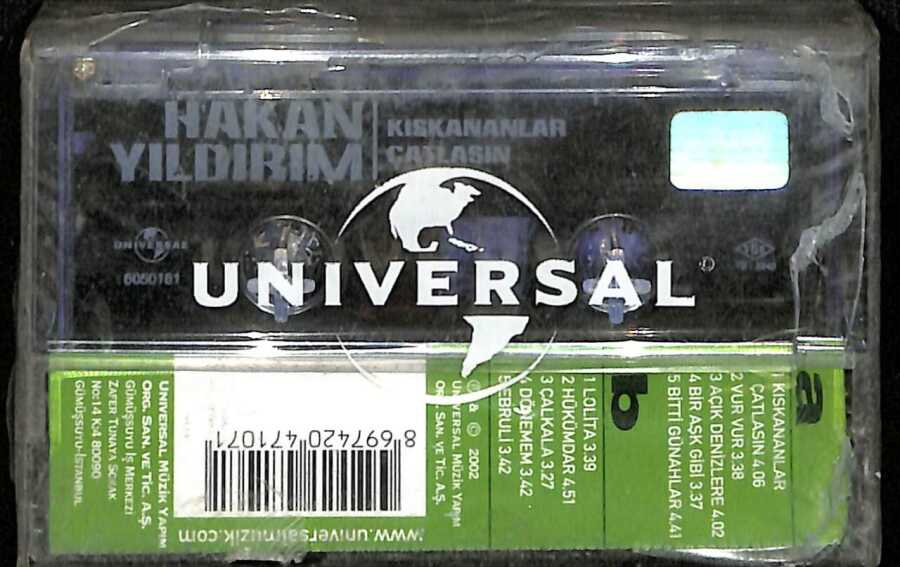 HAKAN
YILDIRIM
KISKANANLAR
ÇATLASIN
UNIVERSAL
6050181
UNIVERSAL
a
1 KISKANANLAR
ÇATLASIN 4.06
2 VUR VUR 3.38
3 AÇIK DENİZLERE 4.02
4 BİR AŞK GİBİ 3.37
5 BİTTİ GÜNAHLAR 4.41
b
1 LOLİTA 3.39
2 HÜKÜMDAR 4.51
3 ÇALKALA 3.27
4 DÖNEMEM 3.42
5 EBRULİ 3.42
℗ & © 2002
UNIVERSAL MÜZİK YAPIM
ORG. SAN. VE TİC. A.Ş.
8 697420 471071
www.universalmuzik.com
UNIVERSAL MÜZİK YAPIM
ORG. SAN. VE TİC. A.Ş.
GÜMÜŞSUYU İŞ MERKEZİ
ZAFER TUNAYA SOKAK
No:14 K:4 80090
GÜMÜŞSUYU-İSTANBUL